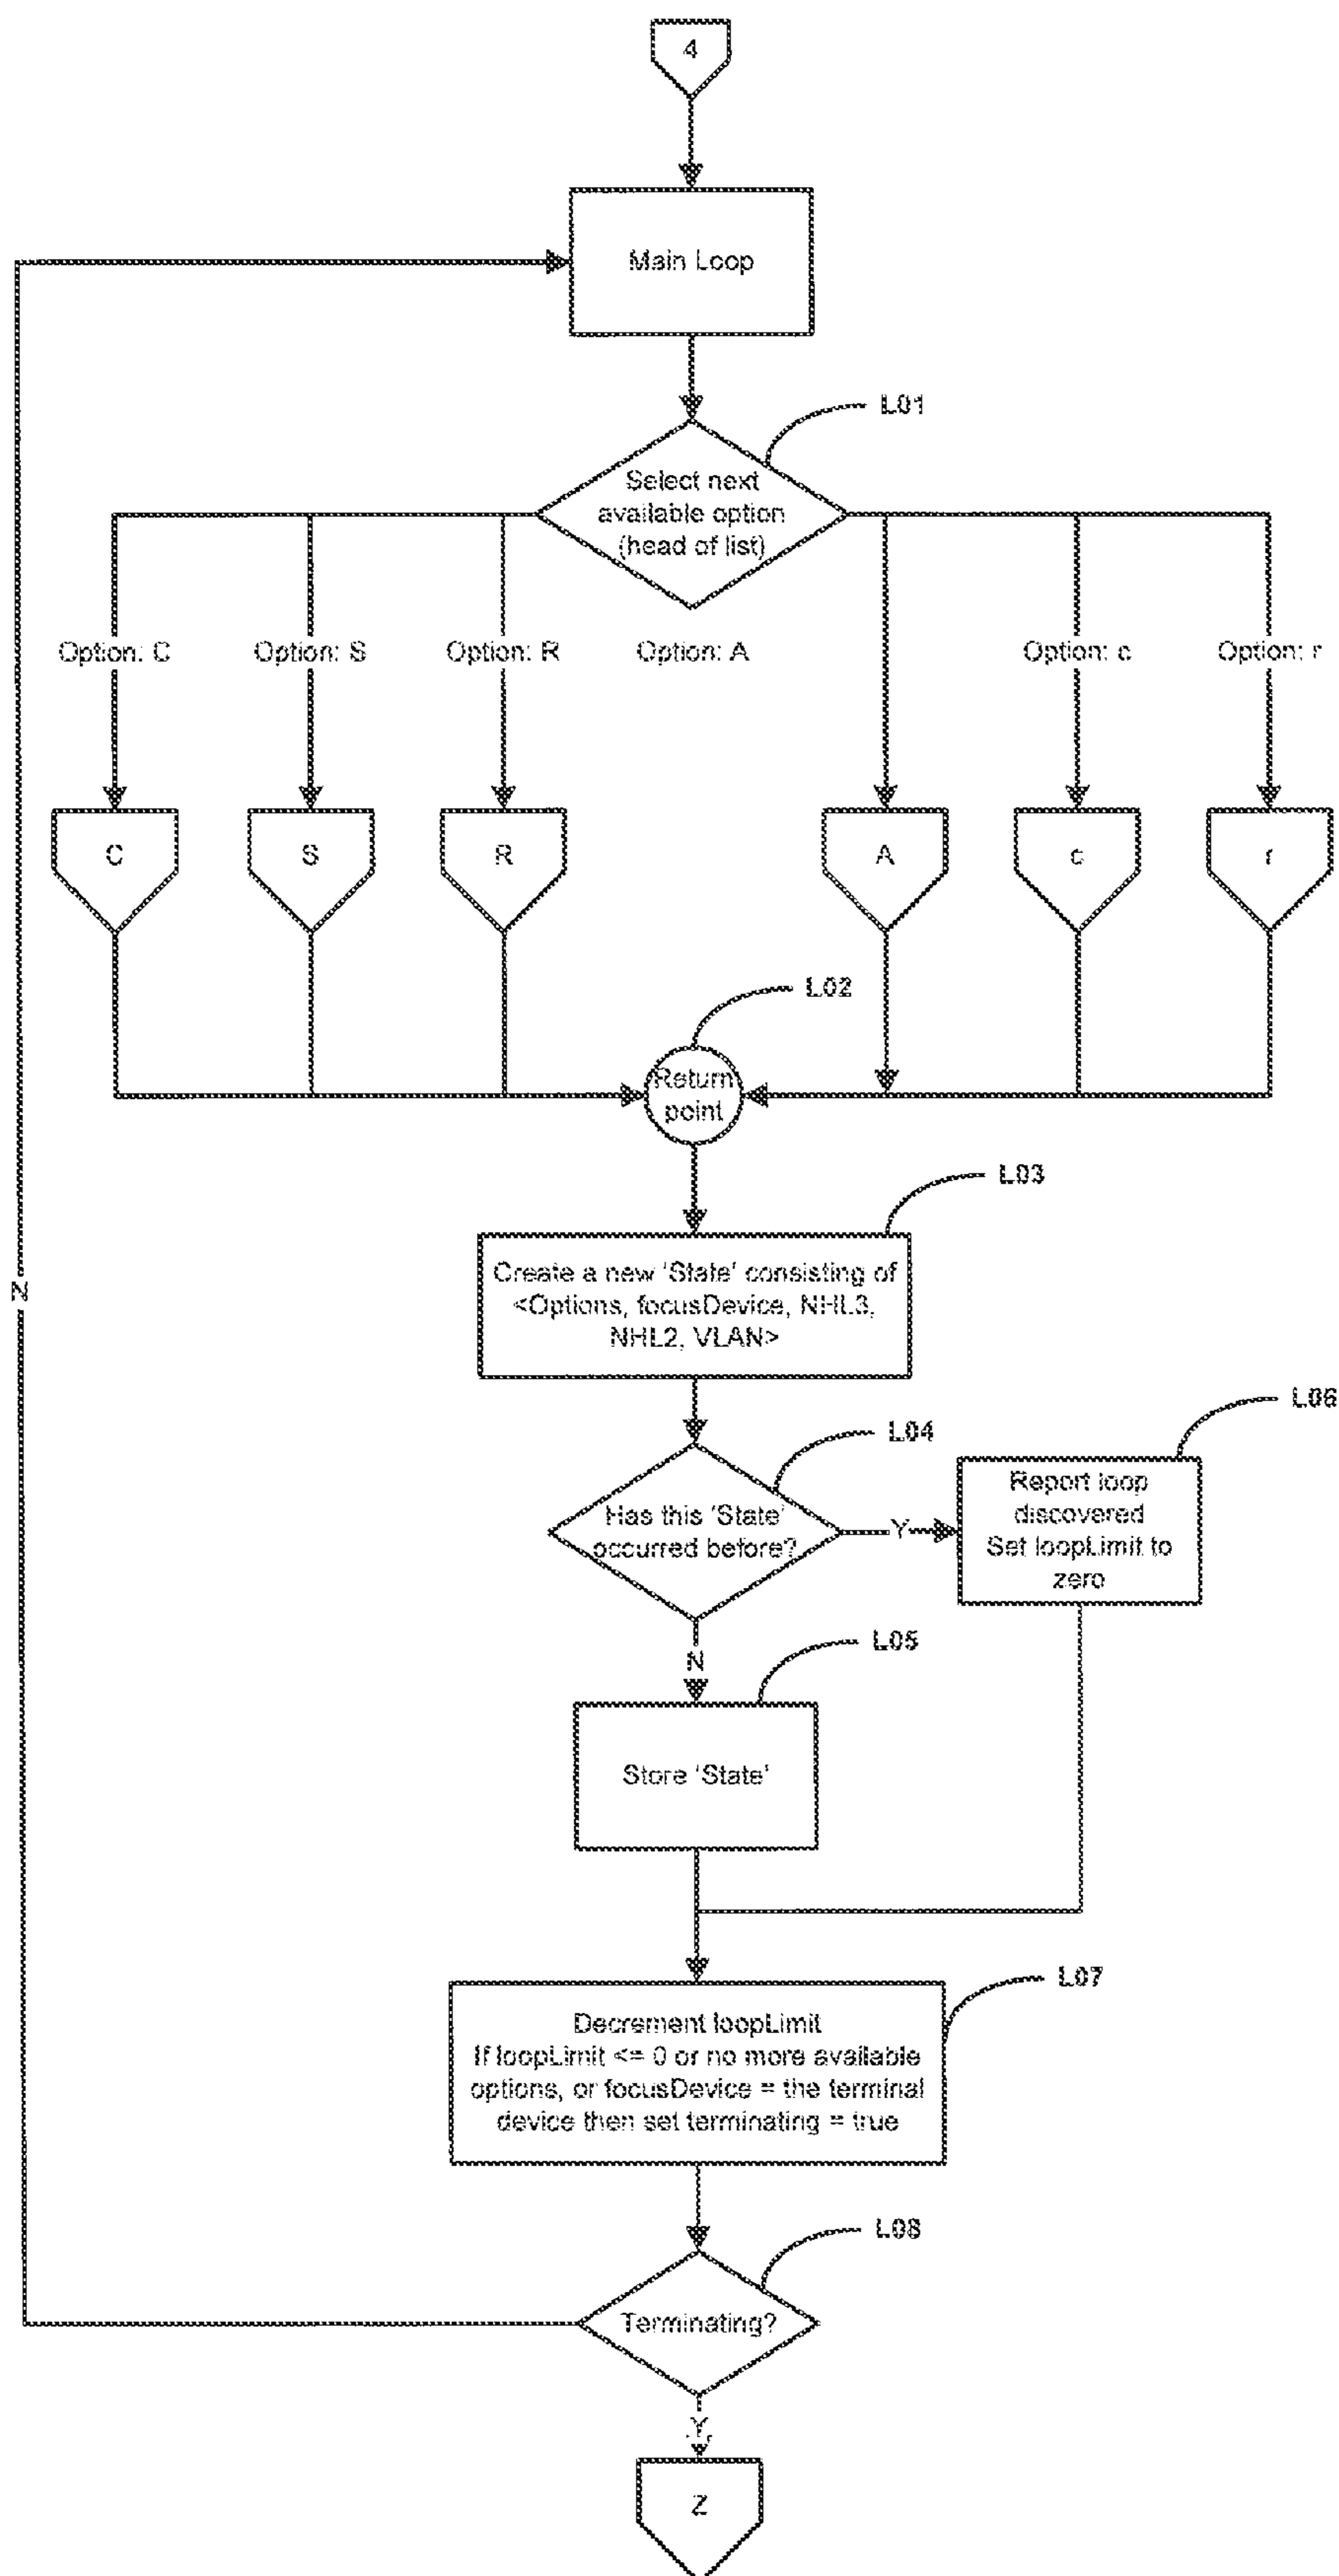 4
Main Loop
L01
Select next
available option
(head of list)
Option: C
Option: S
Option: R
Option: A
Option: c
Option: r
C
S
R
A
c
r
L02
Return
point
L03
Create a new 'State' consisting of
<Options, focusDevice, NHL3,
NHL2, VLAN>
N
L04
L06
Has this 'State'
occurred before?
Y
Report loop
discovered
Set loopLimit to
zero
N
L05
Store 'State'
L07
Decrement loopLimit
If loopLimit <= 0 or no more available
options, or focusDevice = the terminal
device then set terminating = true
L08
Terminating?
Y
Z